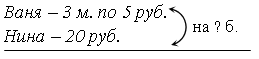 Ваня – 3 м. по 5 руб.
на ? б.
Нина – 20 руб.